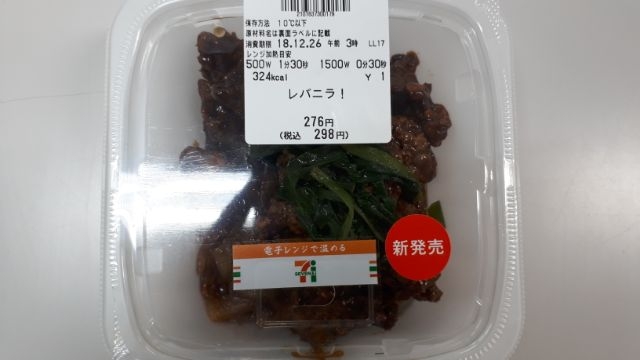 2101637300179
保存方法 10℃以下
原材料名は裏面ラベルに記載
消費期限 18.12.26 午前 3時 LL17
レンジ加熱目安
500W 1分30秒 1500W 0分30秒
324kcal Y 1
レバニラ！
276円
(税込 298円)
電子レンジで温める
新発売
7
SEVEN & i